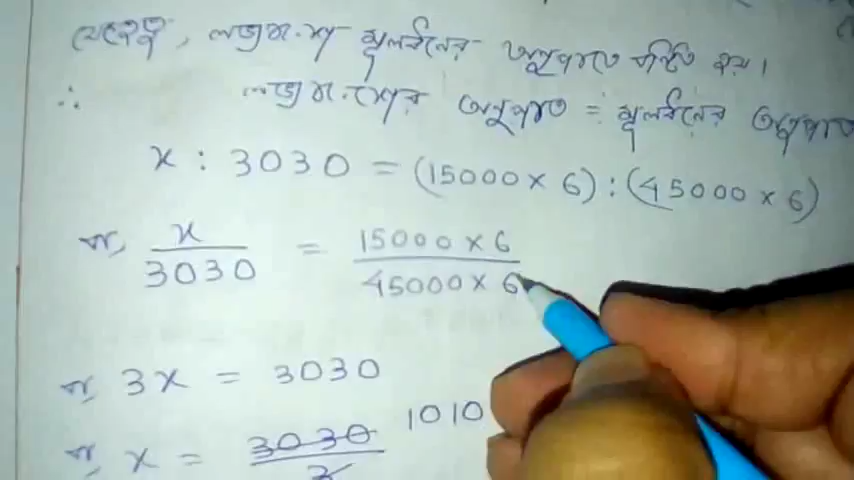 যেহেতু, লভ্যাংশ মূলধনের অনুপাতে বন্টিত হয়।
∴ লভ্যাংশের অনুপাত = মূলধনের অনুপাত
x : 3030 = (15000 × 6) : (45000 × 6)
বা, x/3030 = 15000 × 6/45000 × 6
বা, 3x = 3030
বা, x = 3030/3 1010